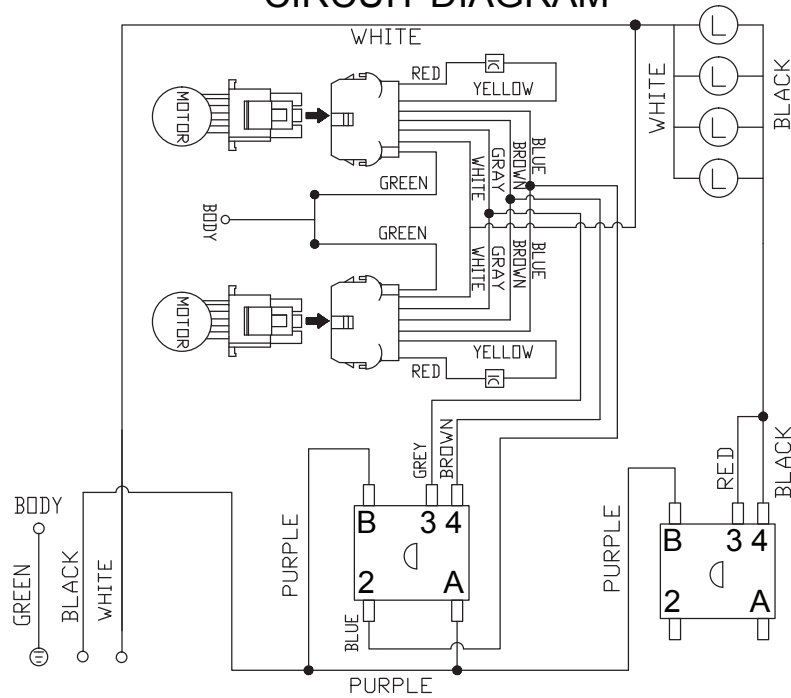 CIRCUIT DIAGRAM
WHITE
L
L
L
L
WHITE
BLACK
RED
IC
YELLOW
MOTOR
BLUE
BROWN
GRAY
WHITE
GREEN
BODY
GREEN
BLUE
BROWN
GRAY
WHITE
MOTOR
YELLOW
RED
IC
GREY
BROWN
RED
BLACK
BODY
GREEN
BLACK
WHITE
PURPLE
B 3 4
2 A
BLUE
PURPLE
PURPLE
B 3 4
2 A